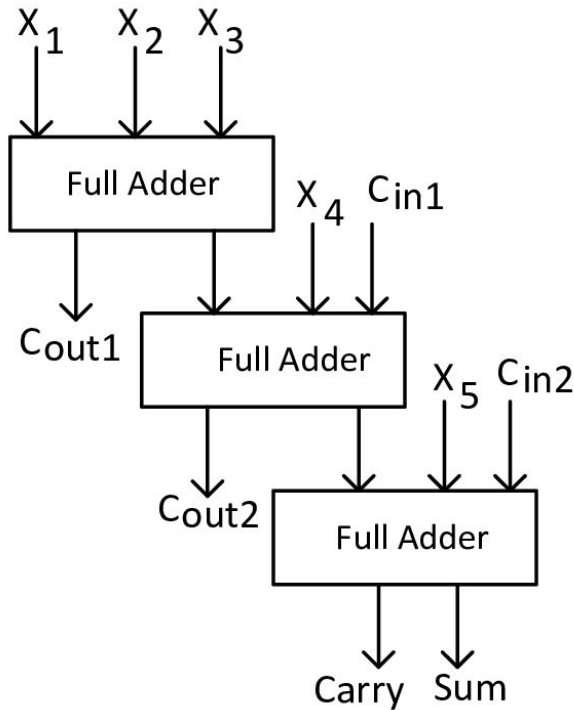 X1 X2 X3
Full Adder
X4 Cin1
Cout1
Full Adder
X5 Cin2
Cout2
Full Adder
Carry Sum